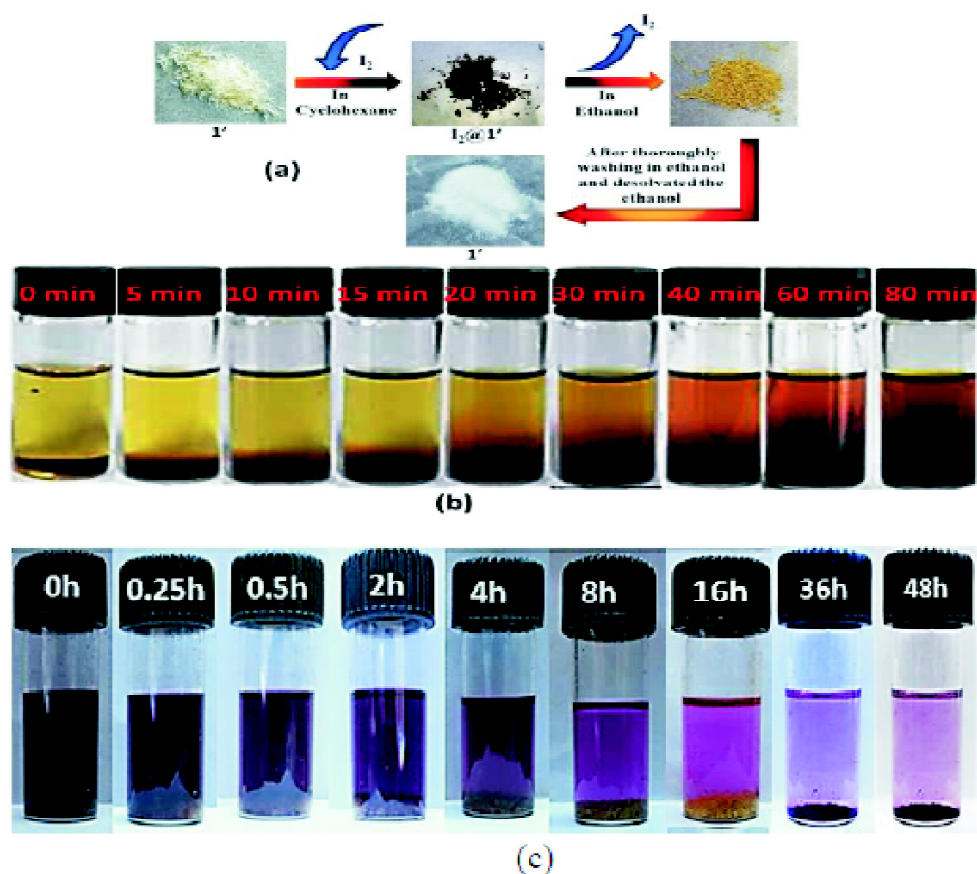 I₂
I₂
In
Cyclohexane
In
Ethanol
1'
I₂@1'
(a)
After thoroughly
washing in ethanol
and desolvated the
ethanol
1'
0 min 5 min 10 min 15 min 20 min 30 min 40 min 60 min 80 min
(b)
0h 0.25h 0.5h 2h 4h 8h 16h 36h 48h
(c)